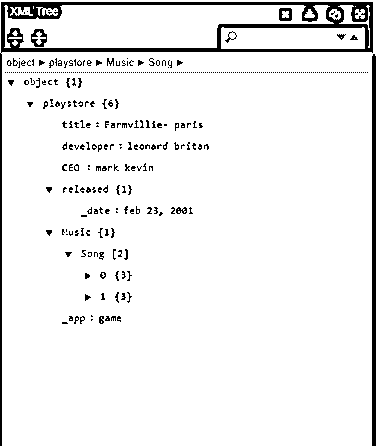 XML Tree
object ► playstore ► Music ► Song ►
▼ object {1}
▼ playstore {6}
title : Farmvillie- paris
developer : leonard britan
CEO : mark kevin
▼ released {1}
_date : feb 23, 2001
▼ Music {1}
▼ Song [2]
► 0 {3}
► 1 {3}
_app : game